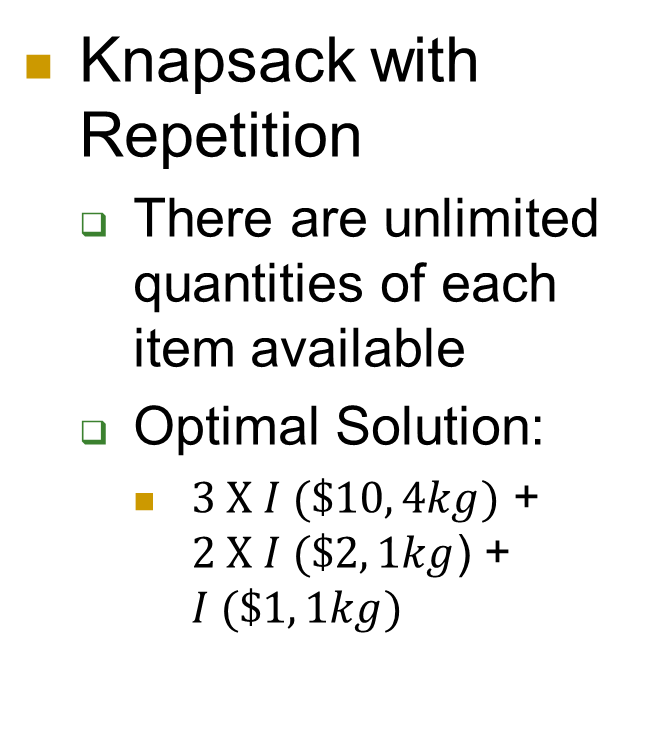 Knapsack with
Repetition
There are unlimited
quantities of each
item available
Optimal Solution:
3 X I ($10, 4kg) +
2 X I ($2, 1kg) +
I ($1, 1kg)